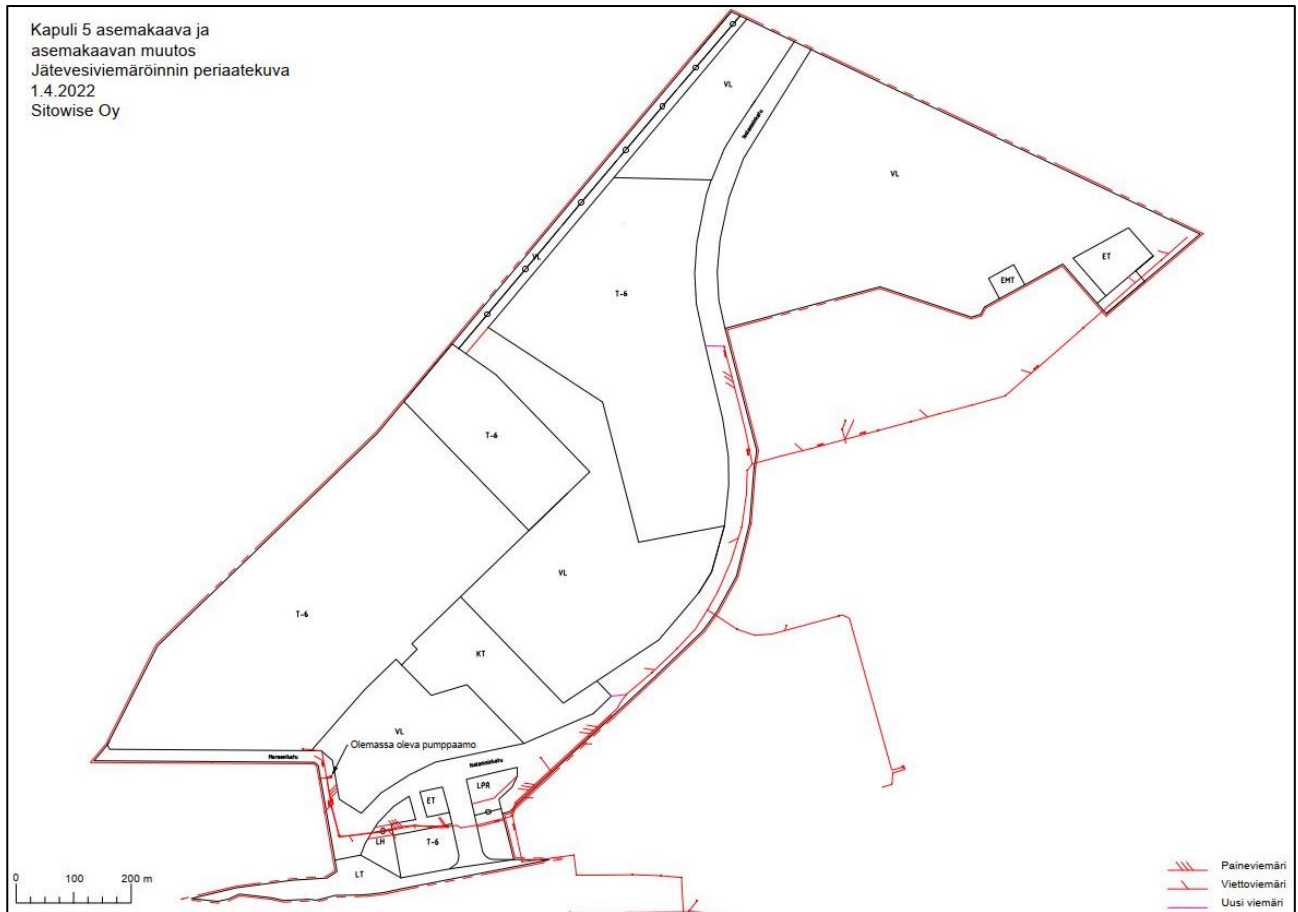 Kapuli 5 asemakaava ja
asemakaavan muutos
Jätevesiviemäröinnin periaatekuva
1.4.2022
Sitowise Oy
VL
VL
VL
ET
EMT
T-6
T-6
VL
T-6
KT
VL
Olemassa oleva pumppaamo
LPR
ET
LH
T-6
LT
0
100
200 m
Paineviemäri
Viettoviemäri
Uusi viemäri